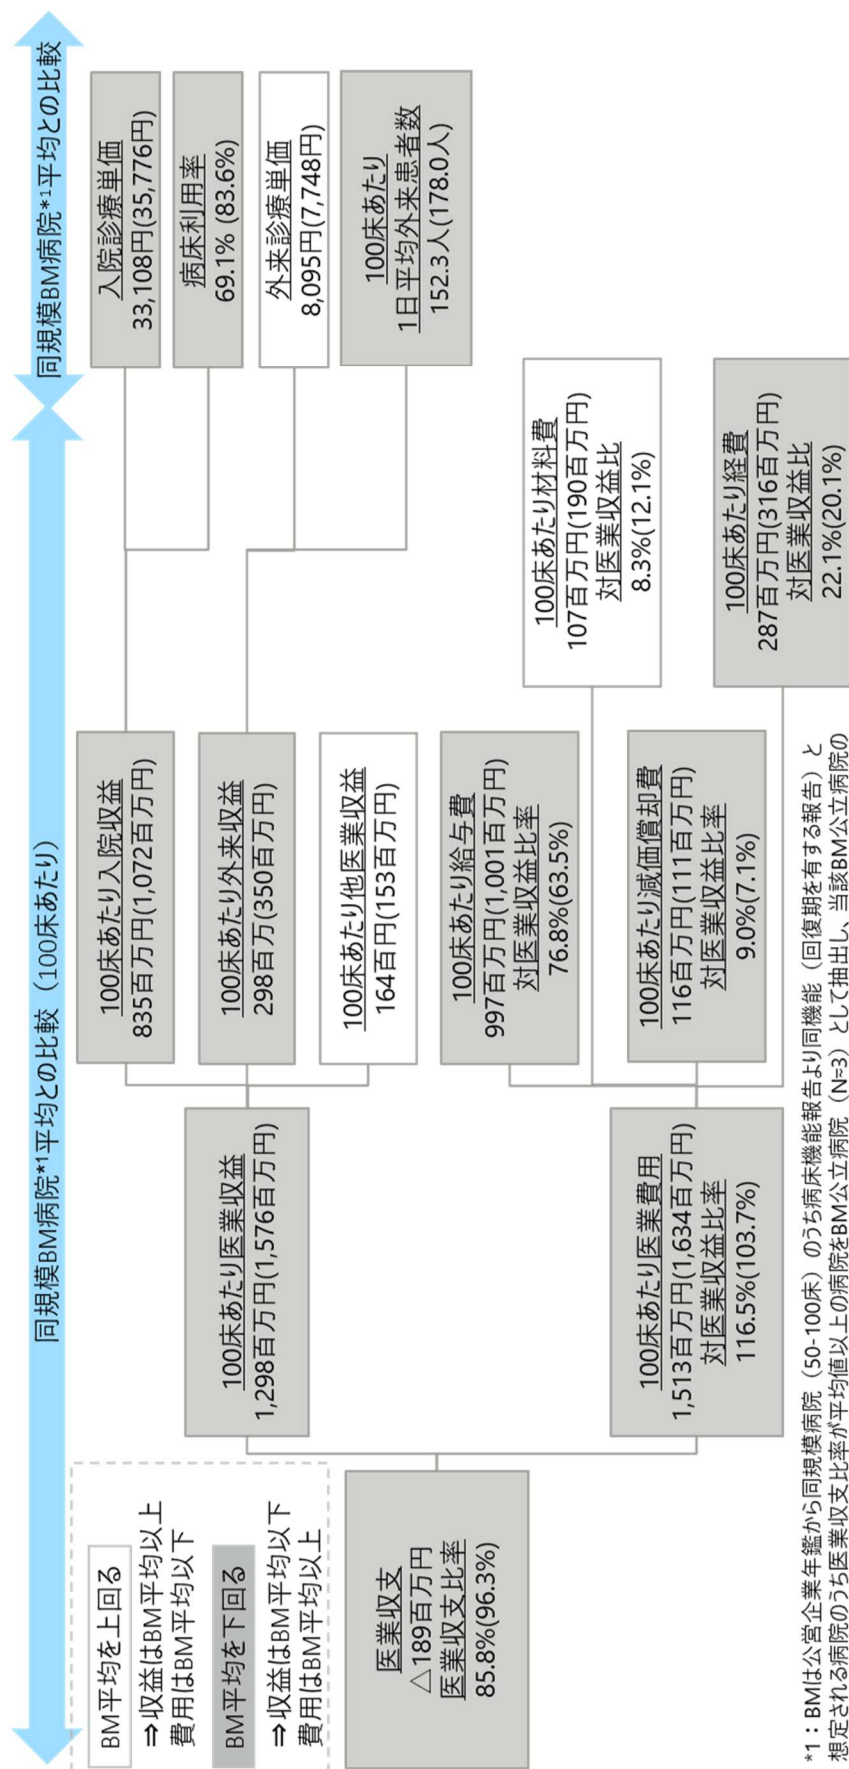 同規模BM病院*1平均との比較（100床あたり）
同規模BM病院*1平均との比較
BM平均を上回る
⇒収益はBM平均以上
費用はBM平均以下
BM平均を下回る
⇒収益はBM平均以下
費用はBM平均以上
医業収支
△189百万円
医業収支比率
85.8%(96.3%)
100床あたり医業収益
1,298百万円(1,576百万円)
100床あたり医業費用
1,513百万円(1,634百万円)
対医業収益比率
116.5%(103.7%)
100床あたり入院収益
835百万円(1,072百万円)
100床あたり外来収益
298百万(350百万円)
100床あたり他医業収益
164百円(153百万円)
100床あたり給与費
997百万円(1,001百万円)
対医業収益比率
76.8%(63.5%)
100床あたり減価償却費
116百万円(111百万円)
対医業収益比率
9.0%(7.1%)
100床あたり材料費
107百万円(190百万円)
対医業収益比
8.3%(12.1%)
100床あたり経費
287百万円(316百万円)
対医業収益比
22.1%(20.1%)
入院診療単価
33,108円(35,776円)
病床利用率
69.1% (83.6%)
外来診療単価
8,095円(7,748円)
100床あたり
1日平均外来患者数
152.3人(178.0人)
*1：BMは公営企業年鑑から同規模病院（50-100床）のうち病床機能報告より同機能（回復期を有する報告）と
想定される病院のうち医業収支比率が平均値以上の病院をBM公立病院（N=3）として抽出し、当該BM公立病院の